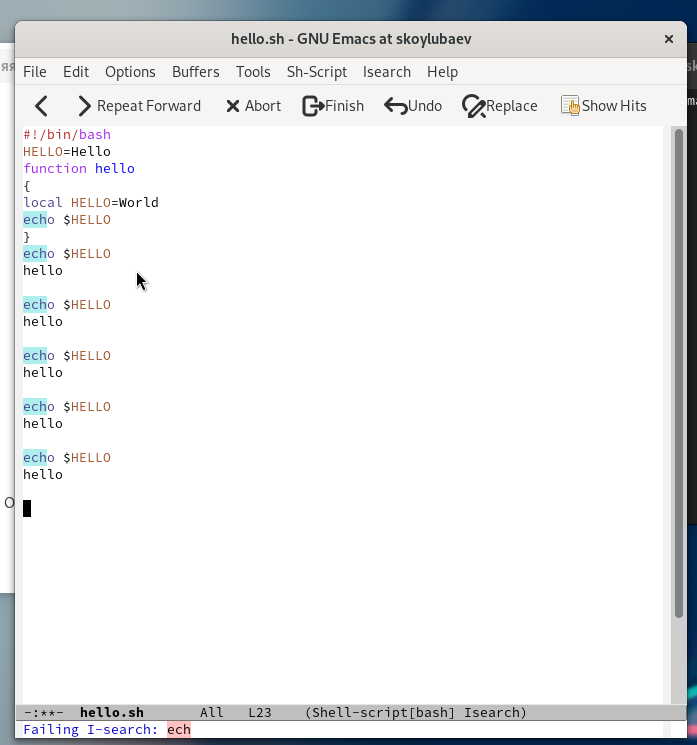 hello.sh - GNU Emacs at skoylubaev ×
File Edit Options Buffers Tools Sh-Script Isearch Help
Repeat Forward Abort Finish Undo Replace Show Hits
#!/bin/bash
HELLO=Hello
function hello
{
local HELLO=World
echo $HELLO
}
echo $HELLO
hello
echo $HELLO
hello
echo $HELLO
hello
echo $HELLO
hello
echo $HELLO
hello
-:**- hello.sh All L23 (Shell-script[bash] Isearch)
Failing I-search: ech